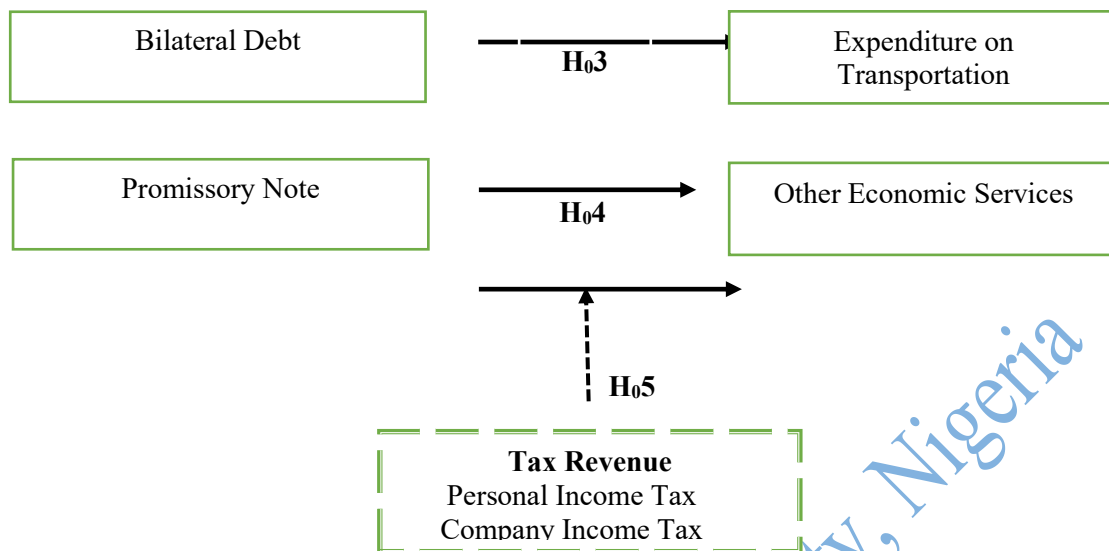 Bilateral Debt
H₀3
Expenditure on
Transportation
Promissory Note
H₀4
Other Economic Services
H₀5
Tax Revenue
Personal Income Tax
Company Income Tax
Nigeria